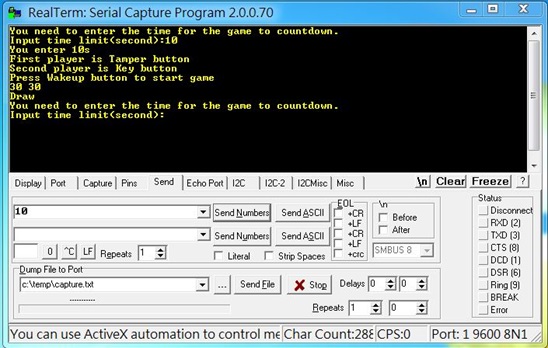 RealTerm: Serial Capture Program 2.0.0.70
You need to enter the time for the game to countdown.
Input time limit(second):10
You enter 10s
First player is Tamper button
Second player is Key button
Press Wakeup button to start game
30 30
Draw
You need to enter the time for the game to countdown.
Input time limit(second):
Display Port Capture Pins Send Echo Port I2C I2C-2 I2CMisc Misc \n Clear Freeze ?
10 Send Numbers Send ASCII
Send Numbers Send ASCII
0 ^C LF Repeats 1 Literal Strip Spaces
EOL
+CR
+LF
+CR
+LF
+crc
\n
Before
After
SMBUS 8
Dump File to Port
c:\temp\capture.txt ... Send File Stop Delays 0 0
Repeats 1 0
Status
Disconnect
RXD (2)
TXD (3)
CTS (8)
DCD (1)
DSR (6)
Ring (9)
BREAK
Error
You can use ActiveX automation to control me Char Count:288 CPS:0 Port: 1 9600 8N1